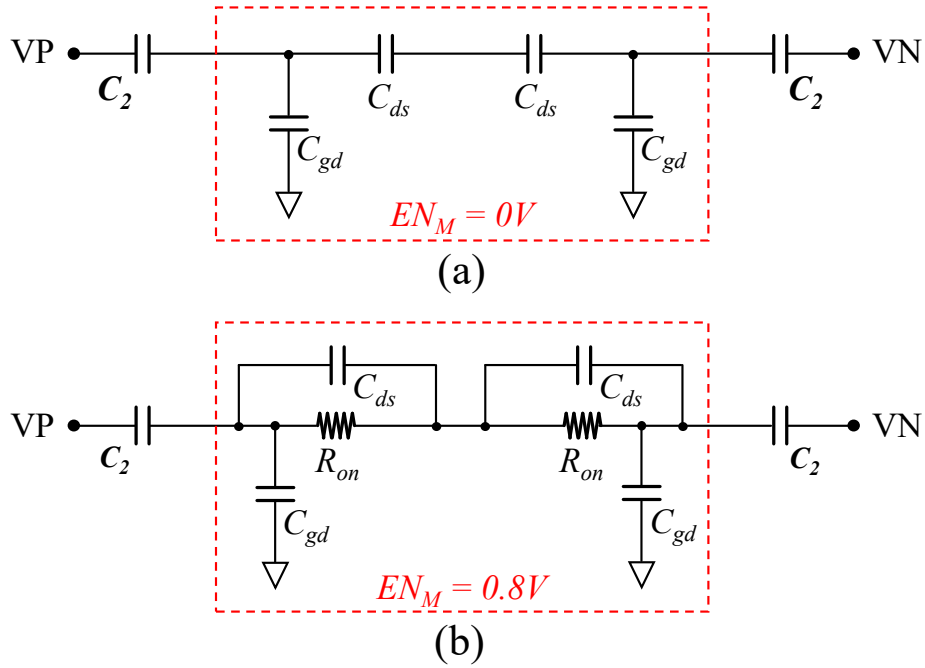 VP
C2
Cds
Cds
C2
VN
Cgd
Cgd
ENM = 0V
(a)
VP
C2
Cds
Cds
Ron
Ron
C2
VN
Cgd
Cgd
ENM = 0.8V
(b)